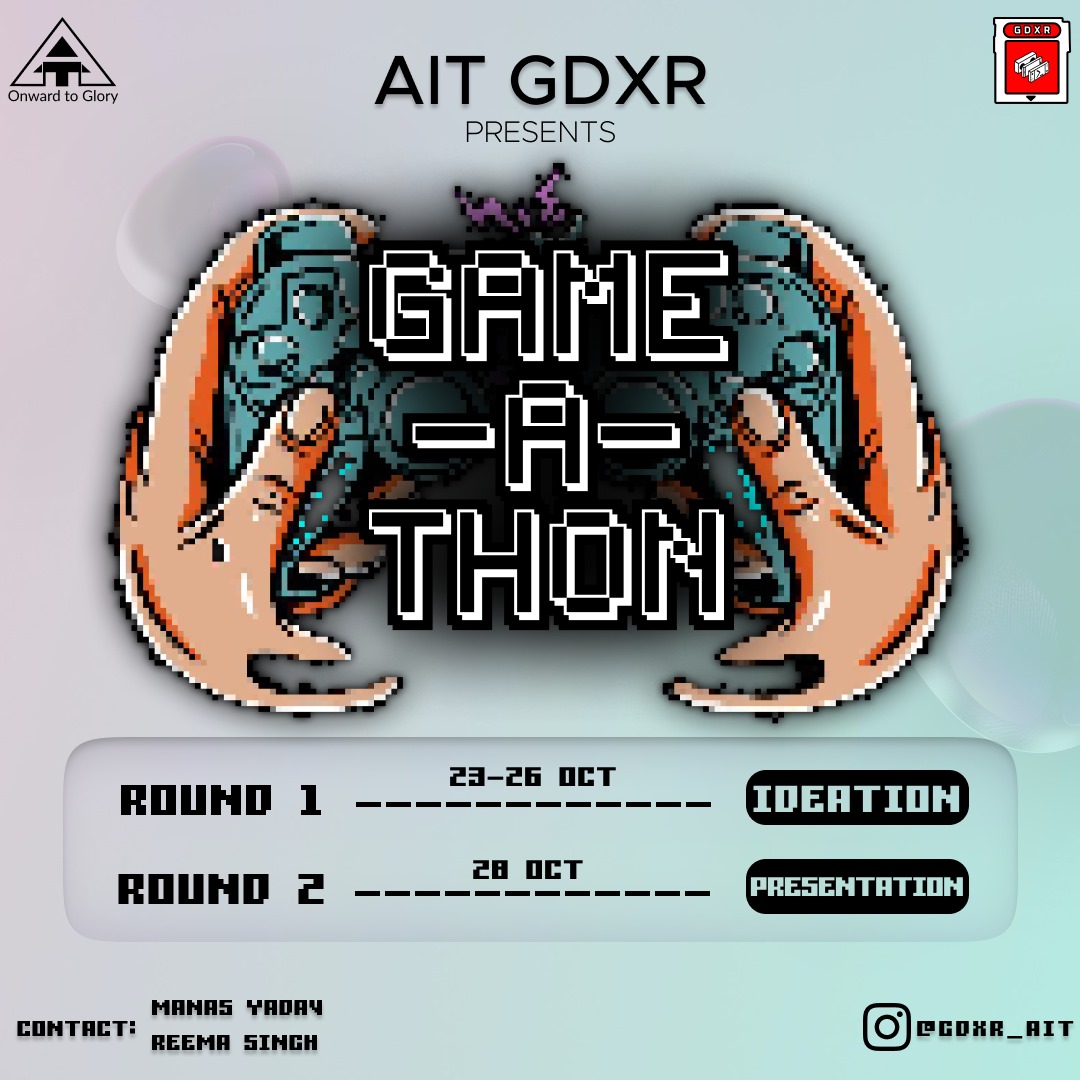 Onward to Glory
GDXR
AIT GDXR
PRESENTS
GAME
-A-
THON
ROUND 1
23-26 OCT
IDEATION
ROUND 2
28 OCT
PRESENTATION
CONTACT:
MANAS YADAV
REEMA SINGH
@GDXR_AIT